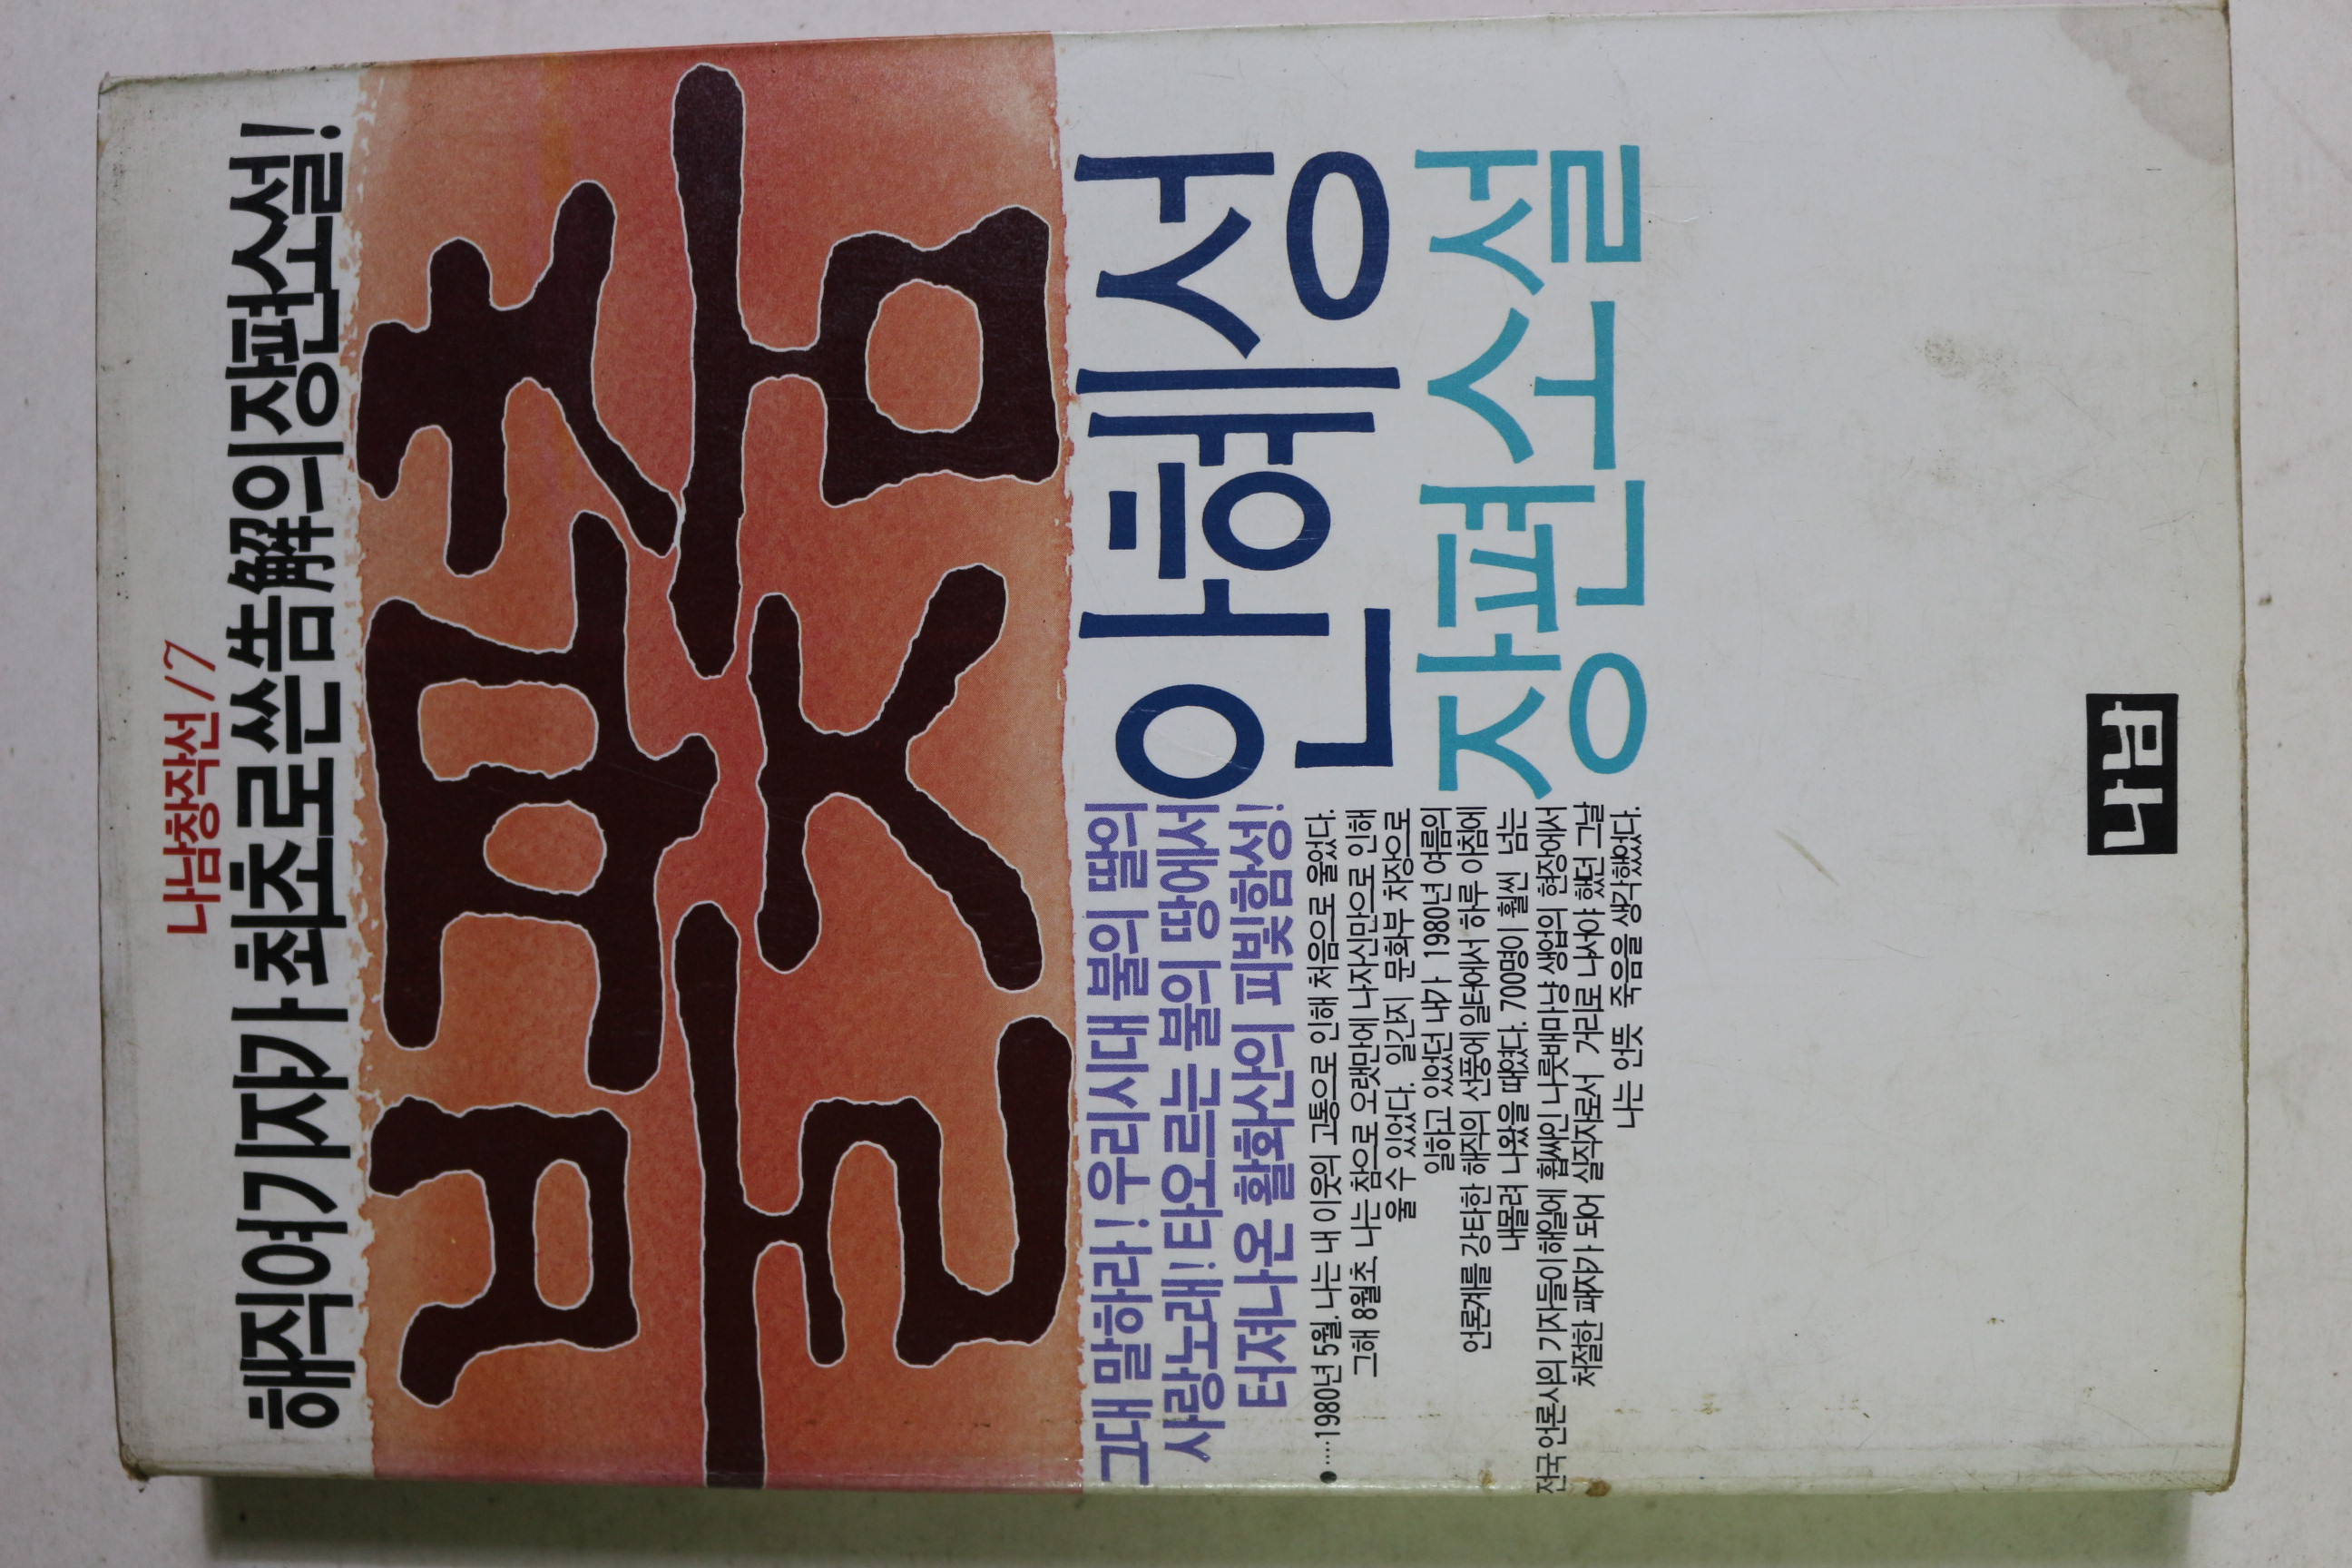 나남창작선/7
해직여기자가 최초로 쓴 告解의 장편소설!
불꽃춤
안혜성
장편소설
그대 말하라! 우리시대 불의 딸의
사랑노래! 타오르는 불의 땅에서
터져나온 활화산의 피빛함성!
●‥‥1980년 5월. 나는 내 이웃의 고통으로 인해 처음으로 울었다.
그해 8월초. 나는 참으로 오랫만에 나자신만으로 인해
울 수 있었다. 일간지 문화부 차장으로
일하고 있었던 내가 1980년 여름의
언론계를 강타한 해직의 선풍에 일터에서 하루 아침에
내몰려 나왔을 때였다. 700명이 훨씬 넘는
전국 언론사의 기자들이 해일에 휩싸인 나룻배마냥 생업의 현장에서
처절한 패자가 되어 실직자로서 거리로 나서야 했던 그날
나는 언뜻 죽음을 생각했었다.
나남